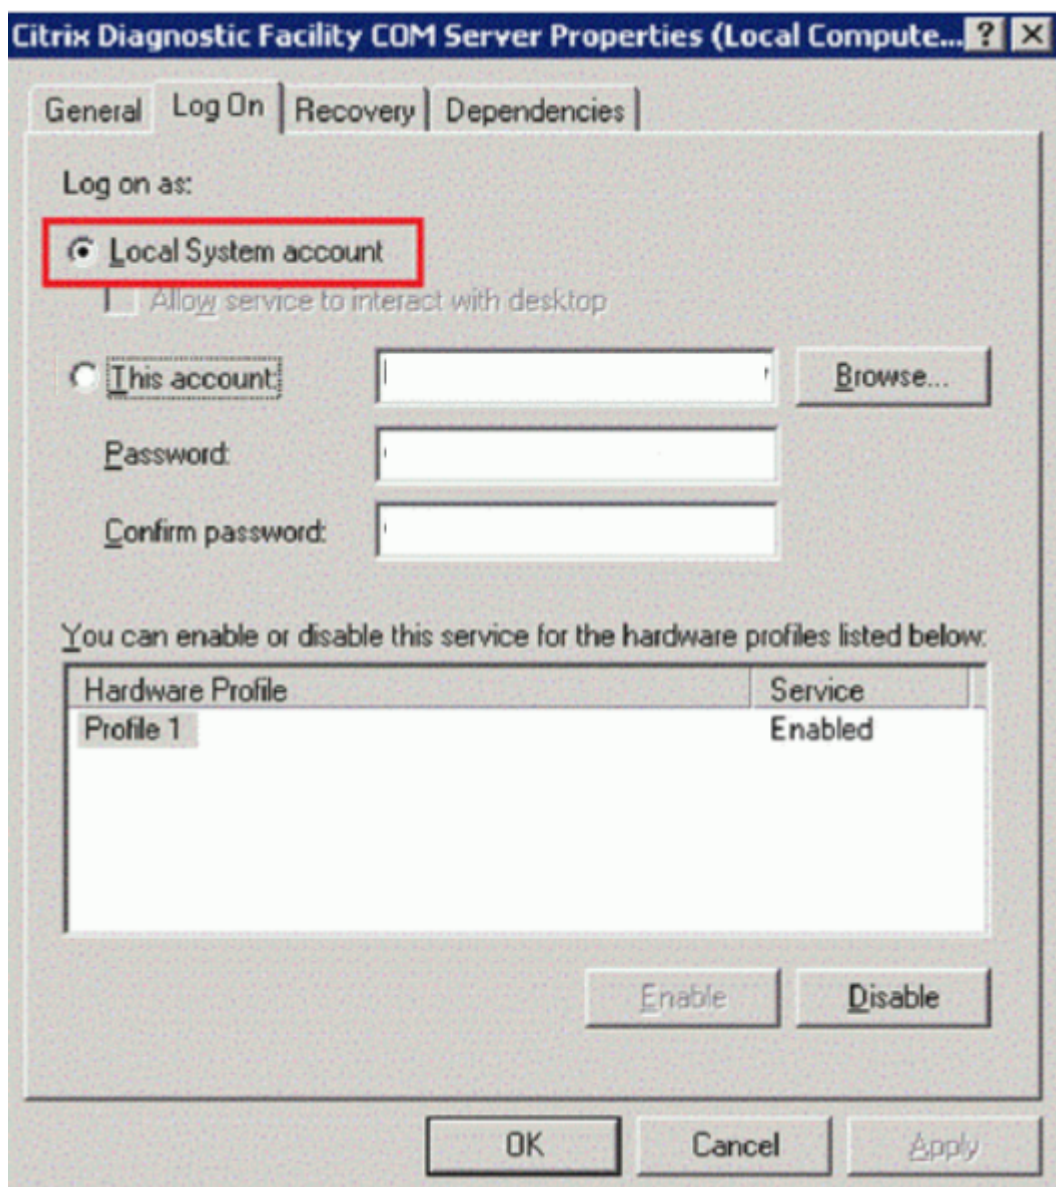 Citrix Diagnostic Facility COM Server Properties (Local Compute...
General Log On Recovery Dependencies
Log on as:
Local System account
Allow service to interact with desktop
This account: Browse...
Password:
Confirm password:
You can enable or disable this service for the hardware profiles listed below:
Hardware Profile Service
Profile 1 Enabled
Enable Disable
OK Cancel Apply